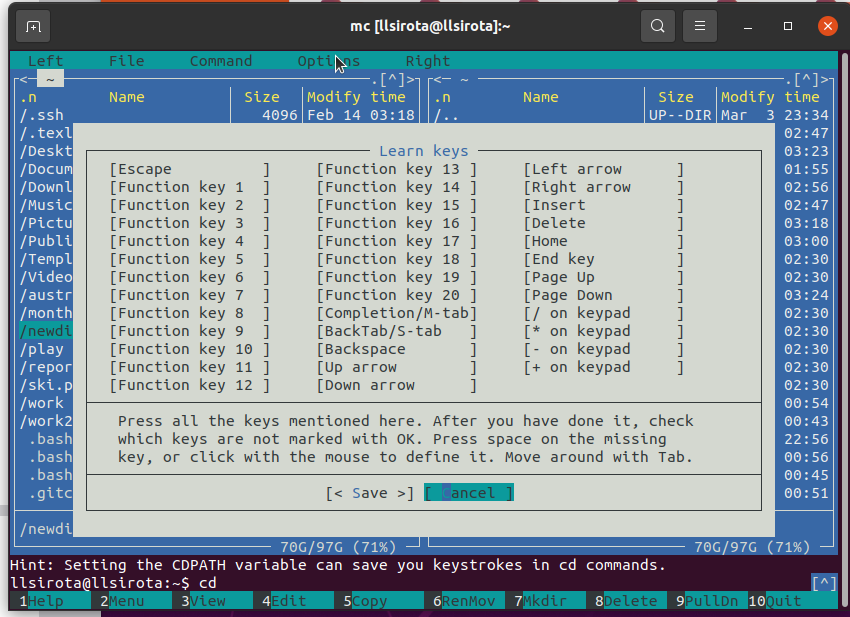 mc [llsirota@llsirota]:~
Left File Command Options Right
<─ ~ .[^]> <─ ~ .[^]>
.n Name Size Modify time .n Name Size Modify time
/.ssh 4096 Feb 14 03:18 /.. UP--DIR Mar 3 23:34
/.texl 02:47
/Deskt Learn keys 03:23
/Docum [Escape ] [Function key 13 ] [Left arrow ] 01:55
/Downl [Function key 1 ] [Function key 14 ] [Right arrow ] 02:56
/Music [Function key 2 ] [Function key 15 ] [Insert ] 02:47
/Pictu [Function key 3 ] [Function key 16 ] [Delete ] 03:18
/Publi [Function key 4 ] [Function key 17 ] [Home ] 03:00
/Templ [Function key 5 ] [Function key 18 ] [End key ] 02:30
/Video [Function key 6 ] [Function key 19 ] [Page Up ] 02:30
/austr [Function key 7 ] [Function key 20 ] [Page Down ] 03:24
/month [Function key 8 ] [Completion/M-tab] [/ on keypad ] 02:30
/newdi [Function key 9 ] [BackTab/S-tab ] [* on keypad ] 02:30
/play [Function key 10 ] [Backspace ] [- on keypad ] 02:30
/repor [Function key 11 ] [Up arrow ] [+ on keypad ] 02:30
/ski.p [Function key 12 ] [Down arrow ] 02:30
/work 00:54
/work2 Press all the keys mentioned here. After you have done it, check 00:43
.bash which keys are not marked with OK. Press space on the missing 22:56
.bash key, or click with the mouse to define it. Move around with Tab. 00:56
.bash 00:45
.gitc [< Save >] [ Cancel ] 00:51
/newdi
70G/97G (71%) 70G/97G (71%)
Hint: Setting the CDPATH variable can save you keystrokes in cd commands.
llsirota@llsirota:~$ cd [^]
1Help 2Menu 3View 4Edit 5Copy 6RenMov 7Mkdir 8Delete 9PullDn 10Quit